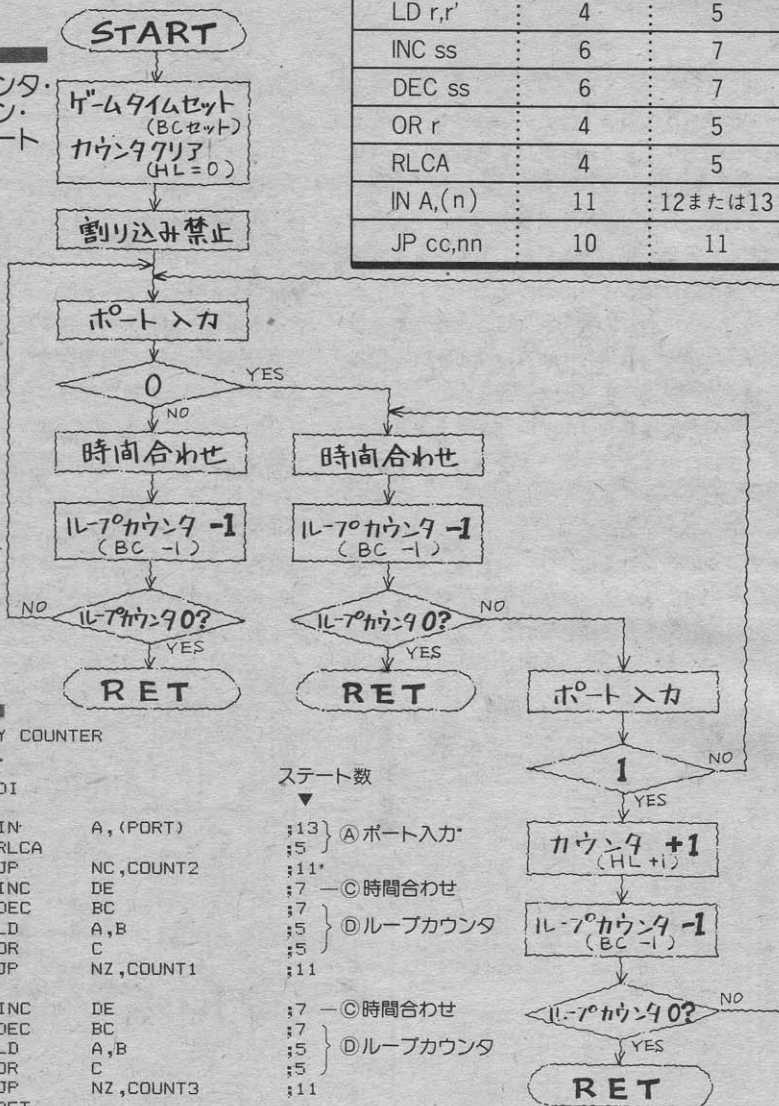 LD r,r' 4 5
INC ss 6 7
DEC ss 6 7
OR r 4 5
RLCA 4 5
IN A,(n) 11 12または13
JP cc,nn 10 11
ンタ・
ン・
ート
START
ゲームタイムセット
(BCセット)
カウンタクリア
(HL=0)
割り込み禁止
ポート入力
0
YES
NO
時間合わせ
ループカウンタ -1
(BC -1)
ループカウンタ0?
NO
YES
RET
時間合わせ
ループカウンタ -1
(BC -1)
ループカウンタ0?
NO
YES
RET
ポート入力
1
NO
YES
カウンタ +1
(HL +1)
ループカウンタ -1
(BC -1)
ループカウンタ0?
NO
YES
RET
Y COUNTER
DI
ステート数
▼
IN A,(PORT) ;13
RLCA ;5
Ⓐポート入力*
JP NC,COUNT2 ;11*
INC DE ;7 —Ⓒ時間合わせ
DEC BC ;7
LD A,B ;5
OR C ;5
Ⓓループカウンタ
JP NZ,COUNT1 ;11
INC DE ;7 —Ⓒ時間合わせ
DEC BC ;7
LD A,B ;5
OR C ;5
Ⓓループカウンタ
JP NZ,COUNT3 ;11
RET